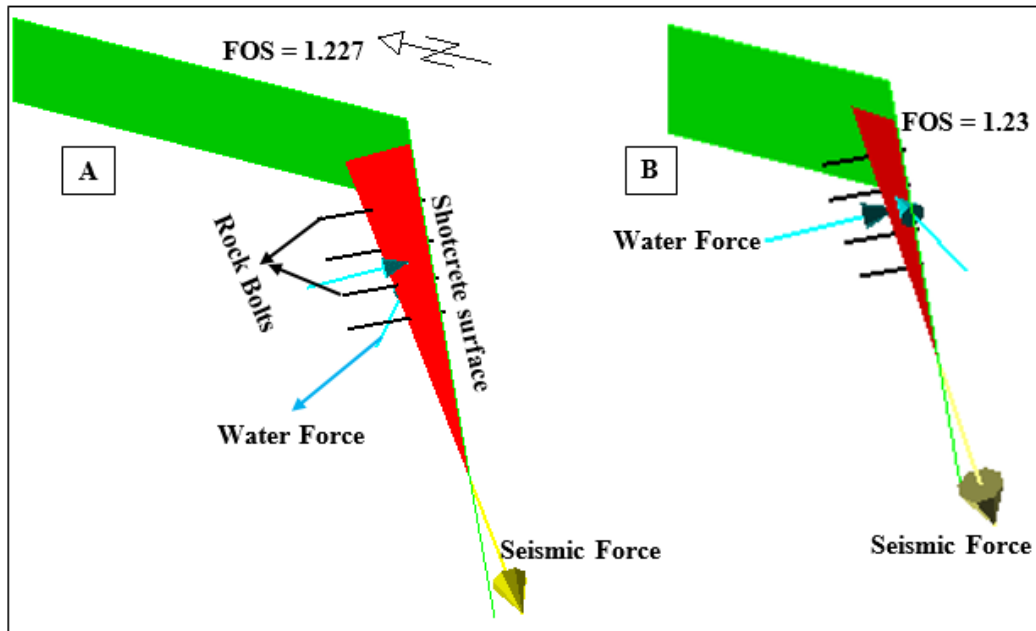 FOS = 1.227
A
Rock Bolts
Shotcrete surface
Water Force
Seismic Force
FOS = 1.23
B
Water Force
Seismic Force